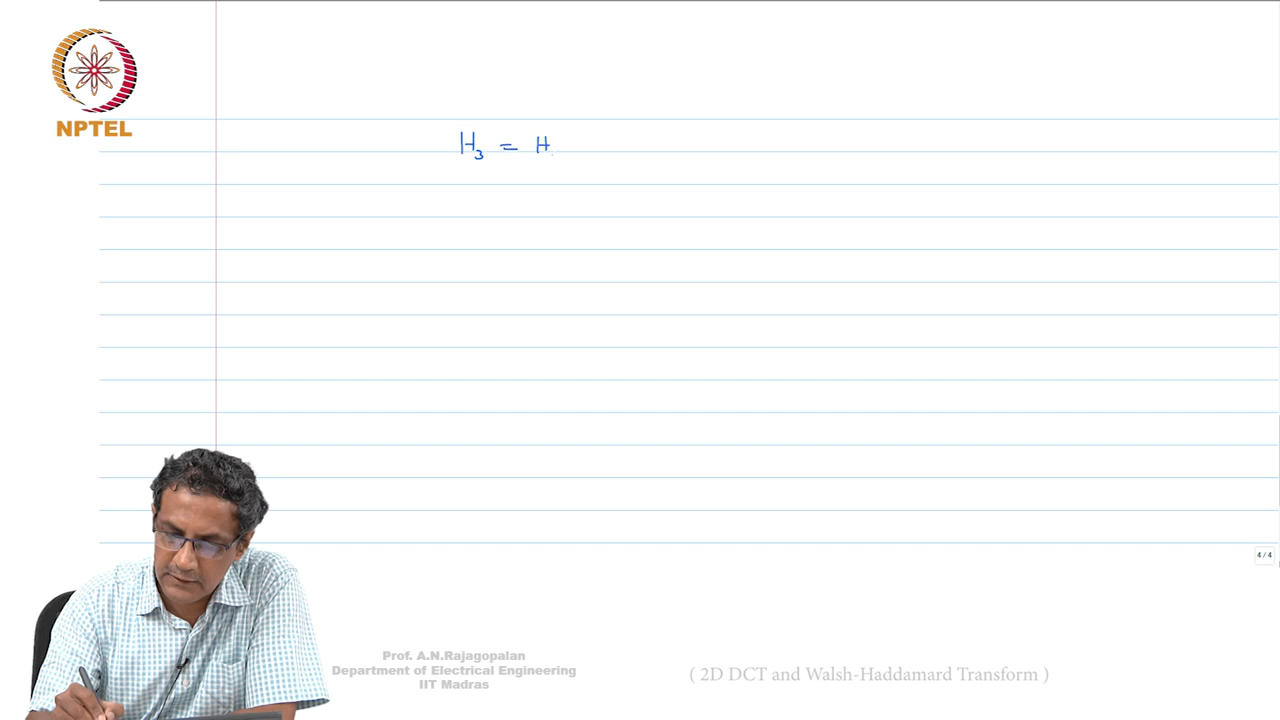 NPTEL
H₃ = H
4 / 4
Prof. A.N.Rajagopalan
Department of Electrical Engineering
IIT Madras
( 2D DCT and Walsh-Haddamard Transform )